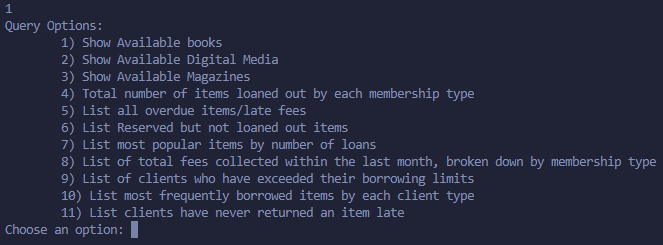 1
Query Options:
1) Show Available books
2) Show Available Digital Media
3) Show Available Magazines
4) Total number of items loaned out by each membership type
5) List all overdue items/late fees
6) List Reserved but not loaned out items
7) List most popular items by number of loans
8) List of total fees collected within the last month, broken down by membership type
9) List of clients who have exceeded their borrowing limits
10) List most frequently borrowed items by each client type
11) List clients have never returned an item late
Choose an option: